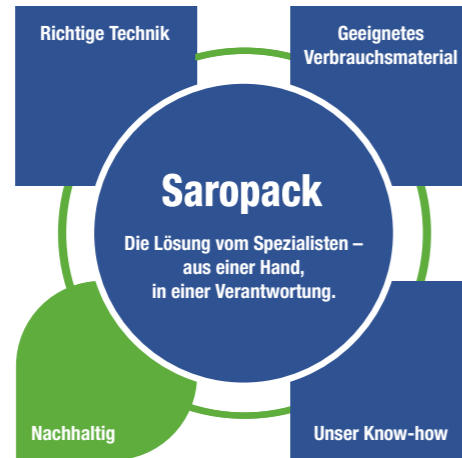 Richtige Technik
Geeignetes
Verbrauchsmaterial
Saropack
Die Lösung vom Spezialisten –
aus einer Hand,
in einer Verantwortung.
Nachhaltig
Unser Know-how